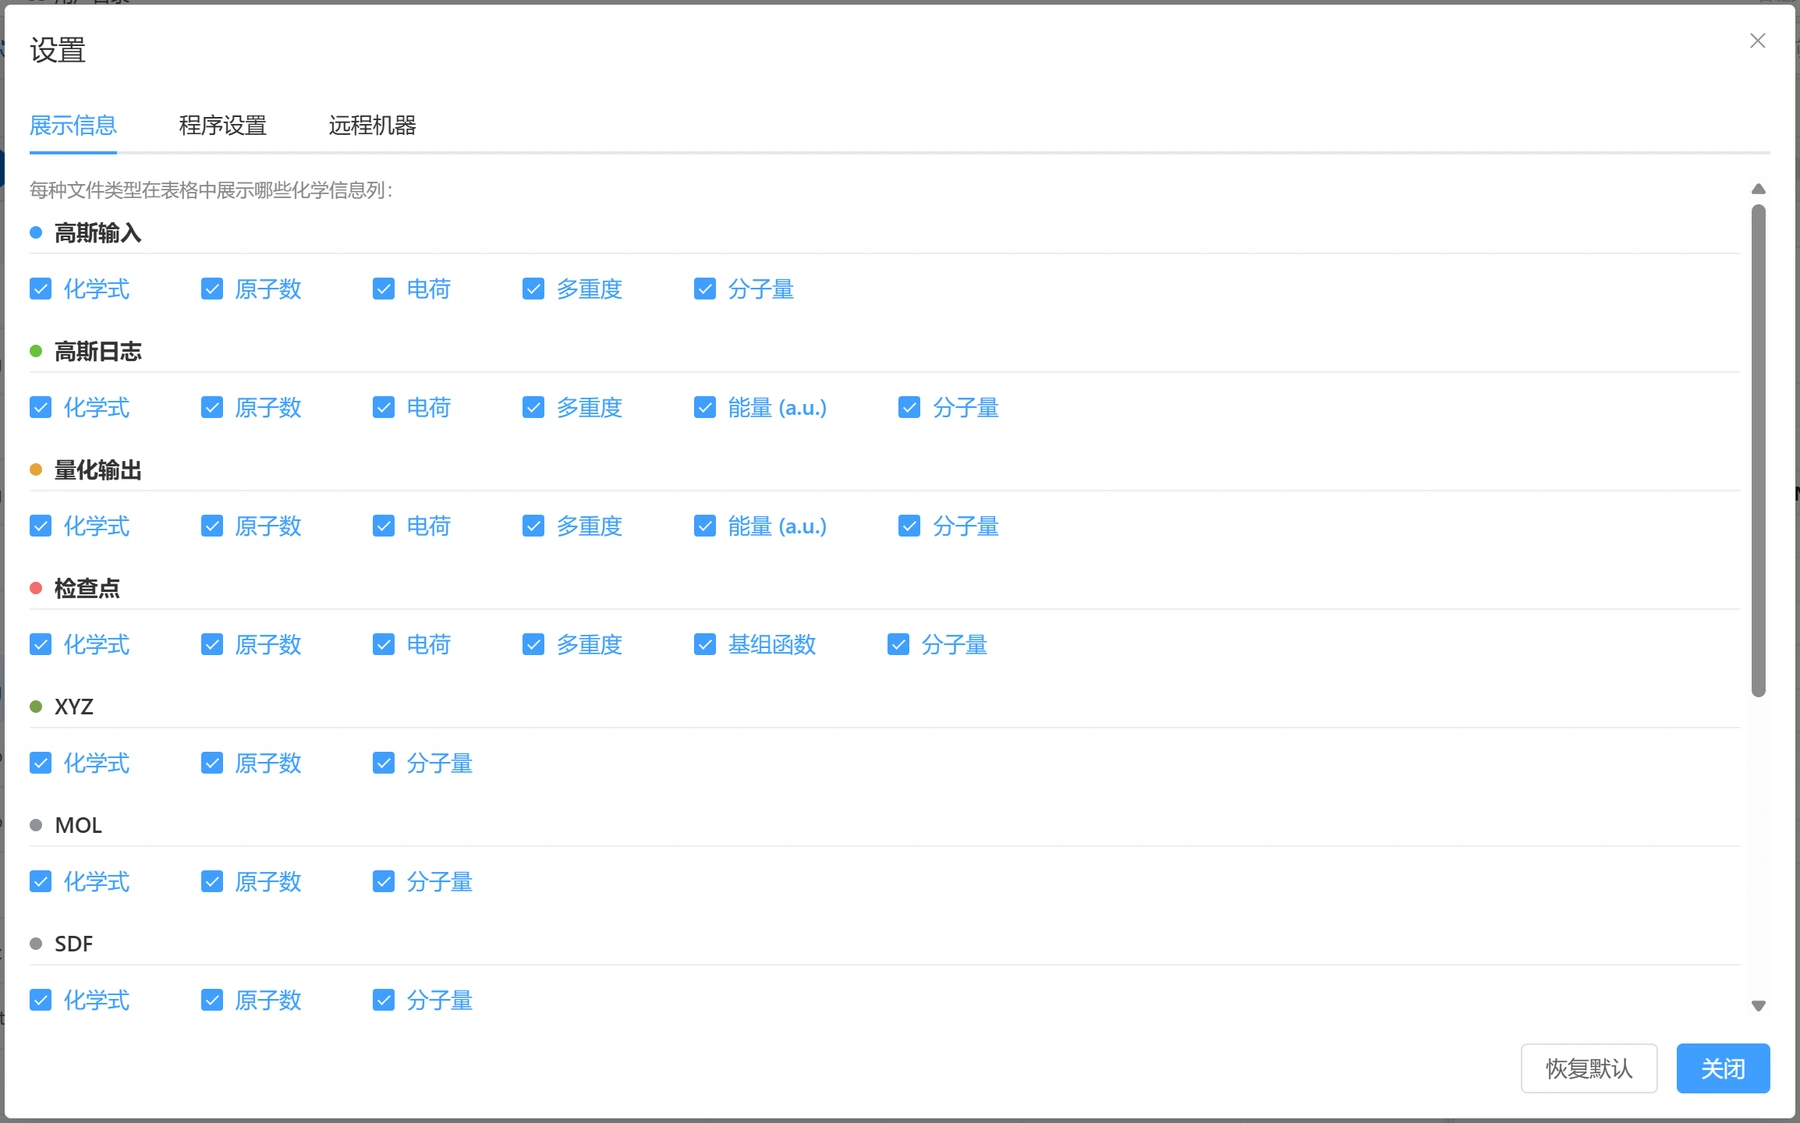 设置
展示信息 程序设置 远程机器
每种文件类型在表格中展示哪些化学信息列：
高斯输入
化学式 原子数 电荷 多重度 分子量
高斯日志
化学式 原子数 电荷 多重度 能量 (a.u.) 分子量
量化输出
化学式 原子数 电荷 多重度 能量 (a.u.) 分子量
检查点
化学式 原子数 电荷 多重度 基组函数 分子量
XYZ
化学式 原子数 分子量
MOL
化学式 原子数 分子量
SDF
化学式 原子数 分子量
恢复默认 关闭